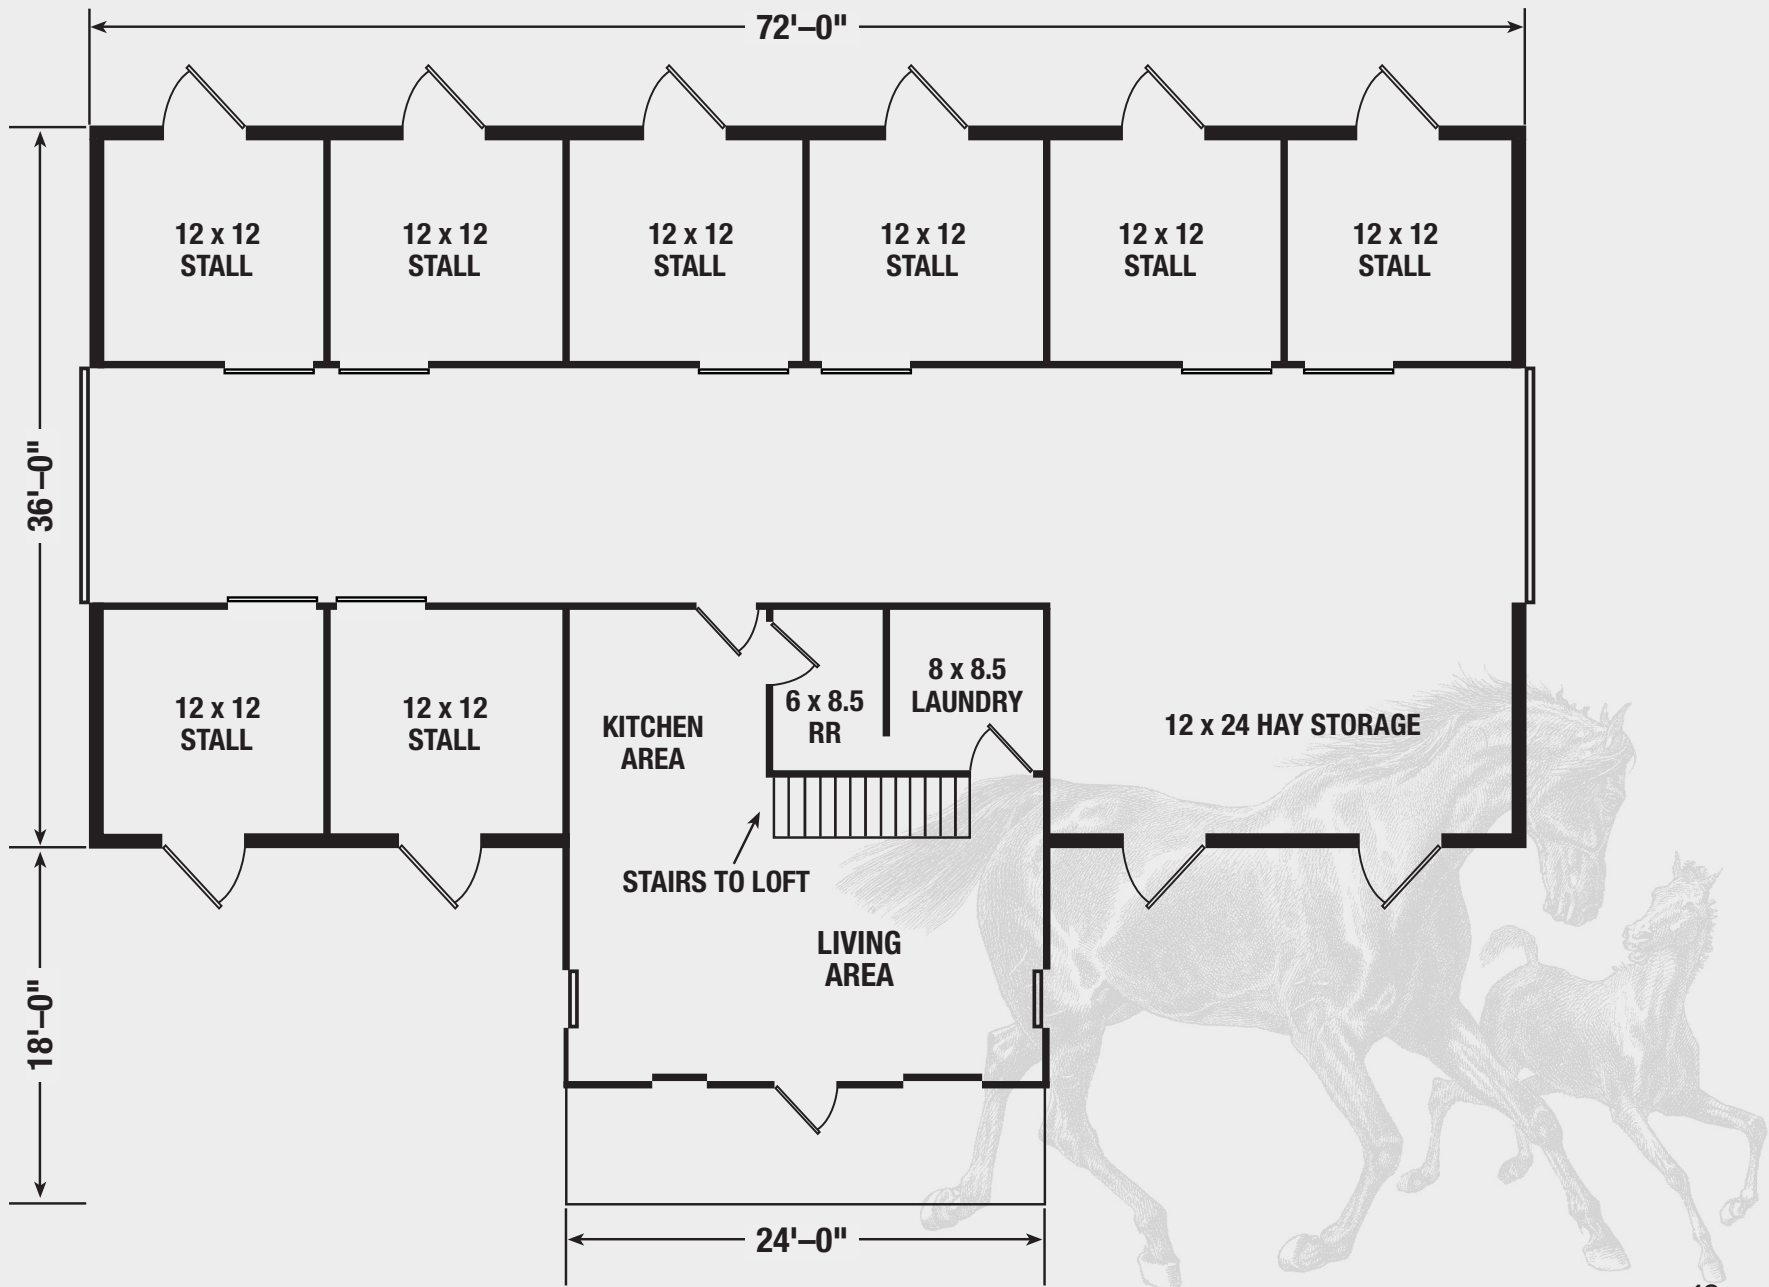 72'–0"
12 x 12
STALL
12 x 12
STALL
12 x 12
STALL
12 x 12
STALL
12 x 12
STALL
12 x 12
STALL
36'–0"
12 x 12
STALL
12 x 12
STALL
KITCHEN
AREA
6 x 8.5
RR
8 x 8.5
LAUNDRY
12 x 24 HAY STORAGE
STAIRS TO LOFT
LIVING
AREA
18'–0"
24'–0"